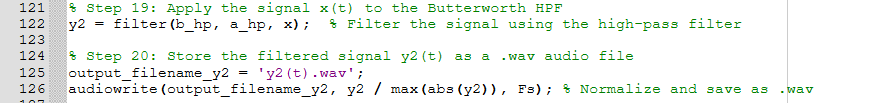 121 % Step 19: Apply the signal x(t) to the Butterworth HPF
122 y2 = filter(b_hp, a_hp, x); % Filter the signal using the high-pass filter
123
124 % Step 20: Store the filtered signal y2(t) as a .wav audio file
125 output_filename_y2 = 'y2(t).wav';
126 audiowrite(output_filename_y2, y2 / max(abs(y2)), Fs); % Normalize and save as .wav